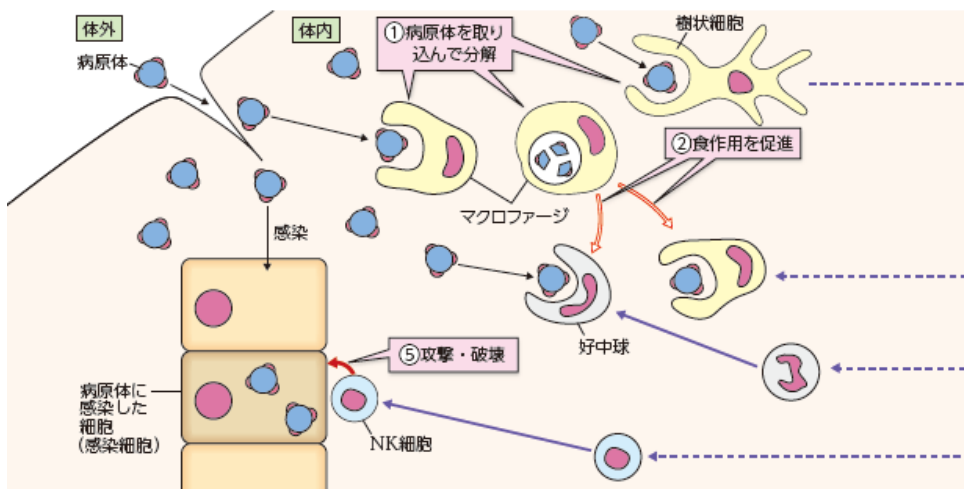 体外
体内
病原体
①病原体を取り
込んで分解
樹状細胞
②食作用を促進
マクロファージ
感染
好中球
⑤攻撃・破壊
病原体に
感染した
細胞
(感染細胞)
NK細胞